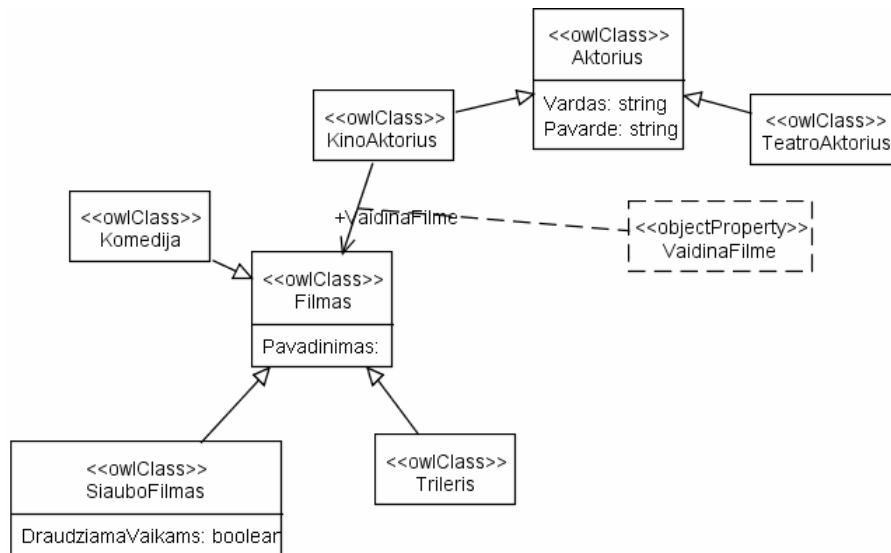 <<owlClass>>
Aktorius
Vardas: string
Pavarde: string
<<owlClass>>
KinoAktorius
<<owlClass>>
TeatroAktorius
<<owlClass>>
Komedija
+VaidinaFilme
<<objectProperty>>
VaidinaFilme
<<owlClass>>
Filmas
Pavadinimas:
<<owlClass>>
SiauboFilmas
DraudziamaVaikams: boolean
<<owlClass>>
Trileris